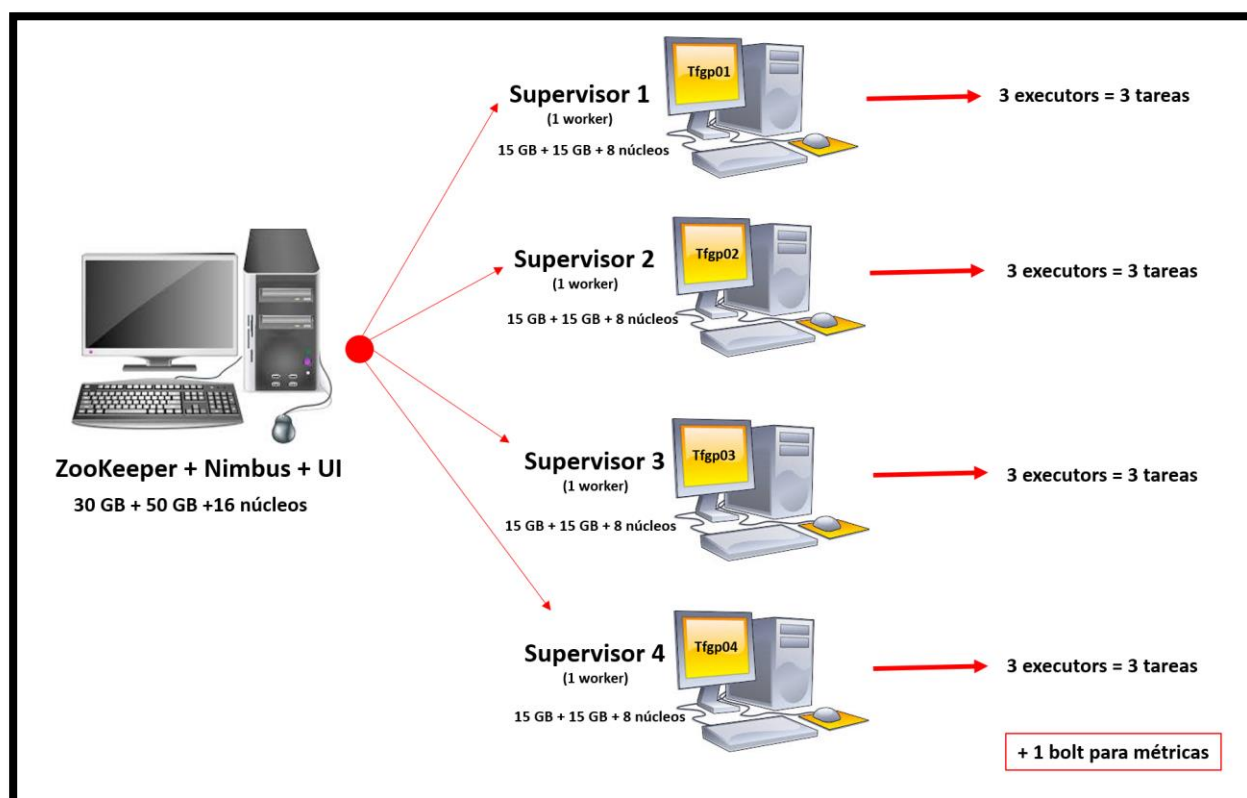 Supervisor 1
(1 worker)
15 GB + 15 GB + 8 núcleos
Tfgp01
3 executors = 3 tareas
Supervisor 2
(1 worker)
15 GB + 15 GB + 8 núcleos
Tfgp02
3 executors = 3 tareas
ZooKeeper + Nimbus + UI
30 GB + 50 GB +16 núcleos
Supervisor 3
(1 worker)
15 GB + 15 GB + 8 núcleos
Tfgp03
3 executors = 3 tareas
Supervisor 4
(1 worker)
15 GB + 15 GB + 8 núcleos
Tfgp04
3 executors = 3 tareas
+ 1 bolt para métricas